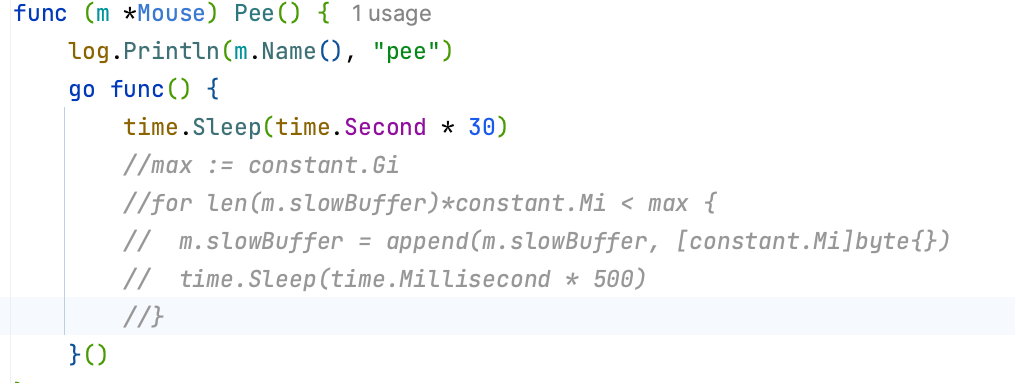 func (m *Mouse) Pee() { 1 usage
    log.Println(m.Name(), "pee")
    go func() {
        time.Sleep(time.Second * 30)
        //max := constant.Gi
        //for len(m.slowBuffer)*constant.Mi < max {
        //  m.slowBuffer = append(m.slowBuffer, [constant.Mi]byte{})
        //  time.Sleep(time.Millisecond * 500)
        //}
    }()